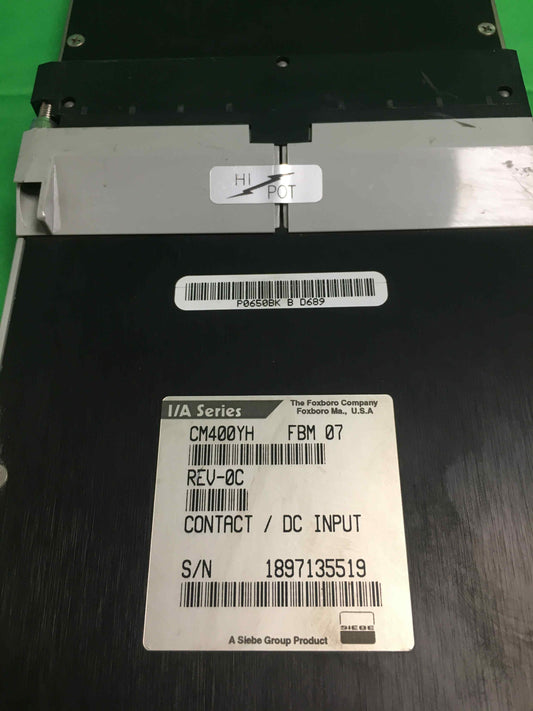 HI
POT
P0650BK B D689
I/A Series
The Foxboro Company
Foxboro Ma., U.S.A
CM400YH FBM 07
REV-0C
CONTACT / DC INPUT
S/N 1897135519
SIEBE
A Siebe Group Product